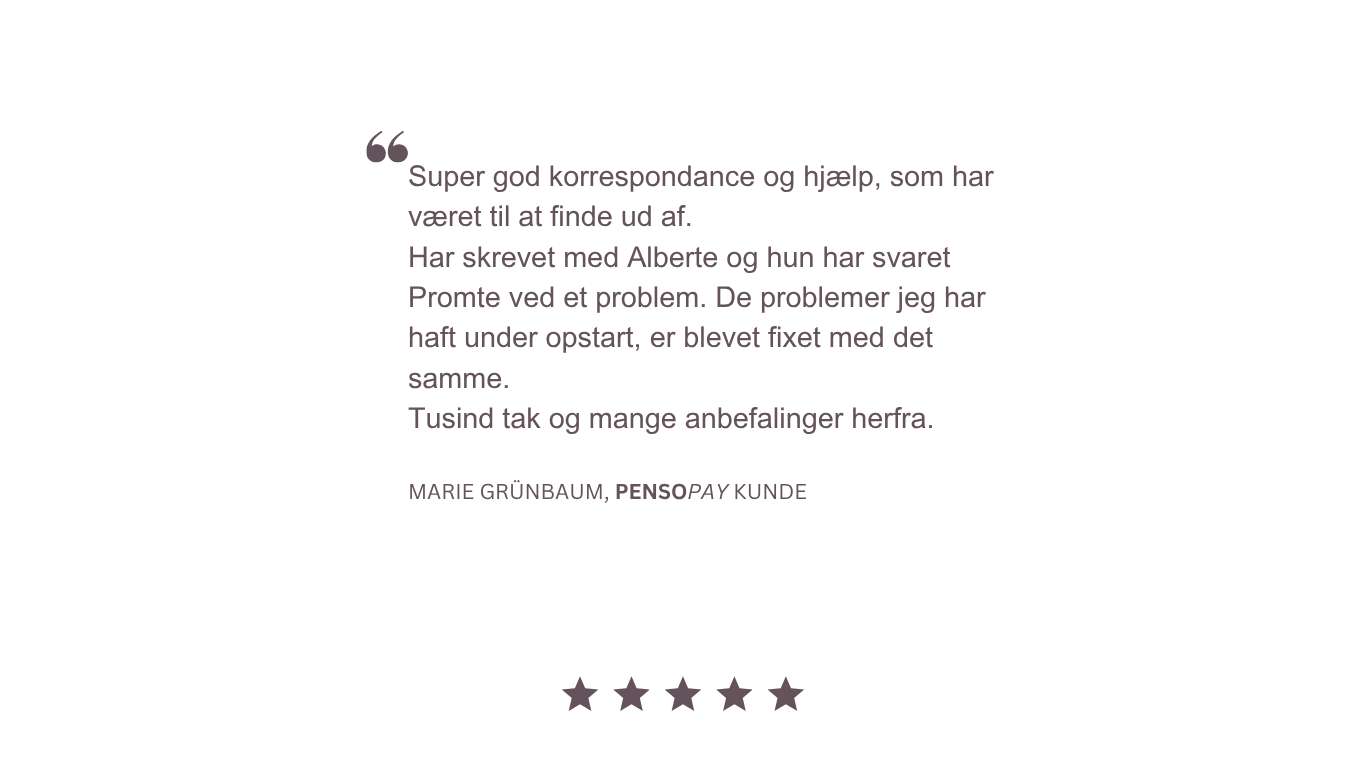 “
Super god korrespondance og hjælp, som har
været til at finde ud af.
Har skrevet med Alberte og hun har svaret
Promte ved et problem. De problemer jeg har
haft under opstart, er blevet fixet med det
samme.
Tusind tak og mange anbefalinger herfra.
MARIE GRÜNBAUM, PENSOPAY KUNDE